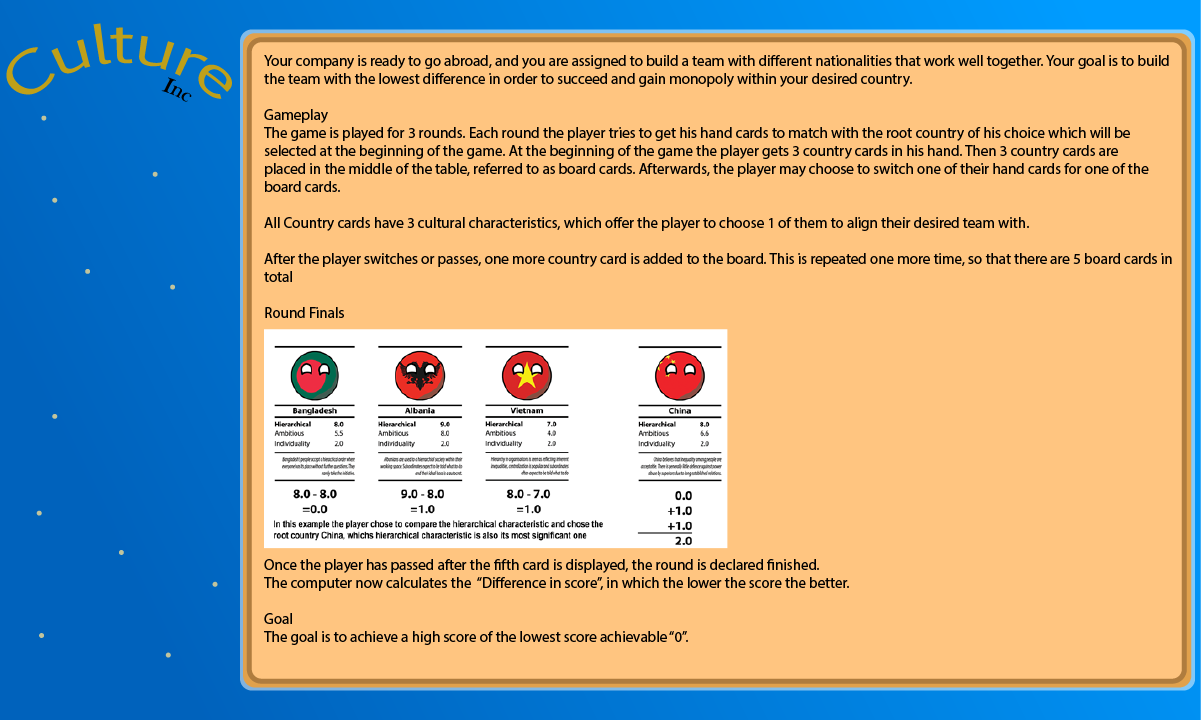 Culture
Inc
Your company is ready to go abroad, and you are assigned to build a team with different nationalities that work well together. Your goal is to build
the team with the lowest difference in order to succeed and gain monopoly within your desired country.
Gameplay
The game is played for 3 rounds. Each round the player tries to get his hand cards to match with the root country of his choice which will be
selected at the beginning of the game. At the beginning of the game the player gets 3 country cards in his hand. Then 3 country cards are
placed in the middle of the table, referred to as board cards. Afterwards, the player may choose to switch one of their hand cards for one of the
board cards.
All Country cards have 3 cultural characteristics, which offer the player to choose 1 of them to align their desired team with.
After the player switches or passes, one more country card is added to the board. This is repeated one more time, so that there are 5 board cards in
total
Round Finals
Bangladesh Albania Vietnam China
Hierarchical 8.0 Hierarchical 9.0 Hierarchical 7.0 Hierarchical 8.0
Ambitious 5.5 Ambitious 8.0 Ambitious 4.0 Ambitious 6.6
Individuality 2.0 Individuality 2.0 Individuality 2.0 Individuality 2.0
8.0 - 8.0 9.0 - 8.0 8.0 - 7.0 0.0
=0.0 =1.0 =1.0 +1.0
+1.0
2.0
In this example the player chose to compare the hierarchical characteristic and chose the
root country China, whichs hierarchical characteristic is also its most significant one
Once the player has passed after the fifth card is displayed, the round is declared finished.
The computer now calculates the “Difference in score”, in which the lower the score the better.
Goal
The goal is to achieve a high score of the lowest score achievable “0”.